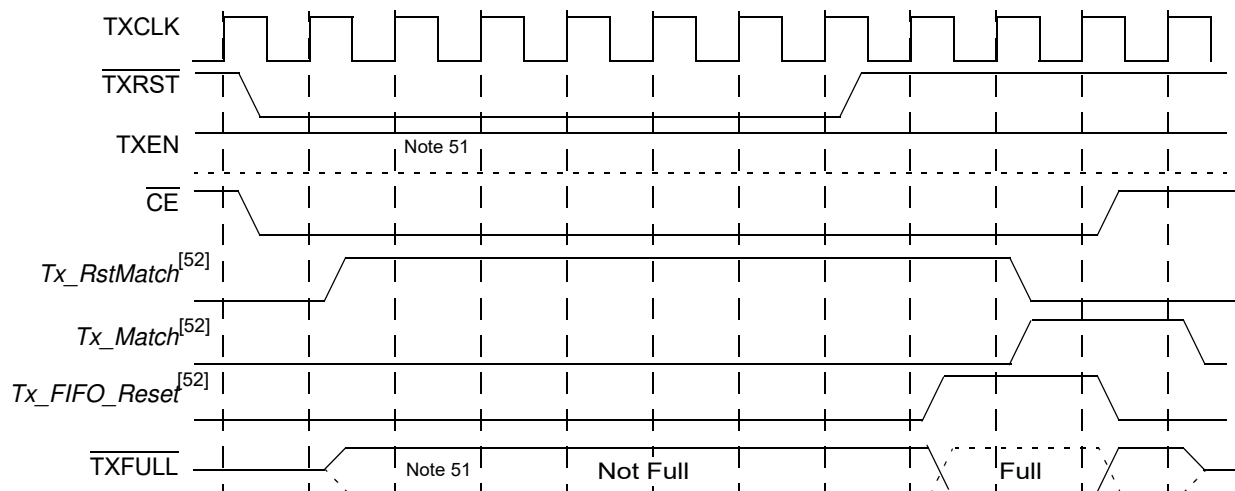 TXCLK
TXRST
TXEN
Note 51
CE
Tx_RstMatch[52]
Tx_Match[52]
Tx_FIFO_Reset[52]
TXFULL Note 51 Not Full Full